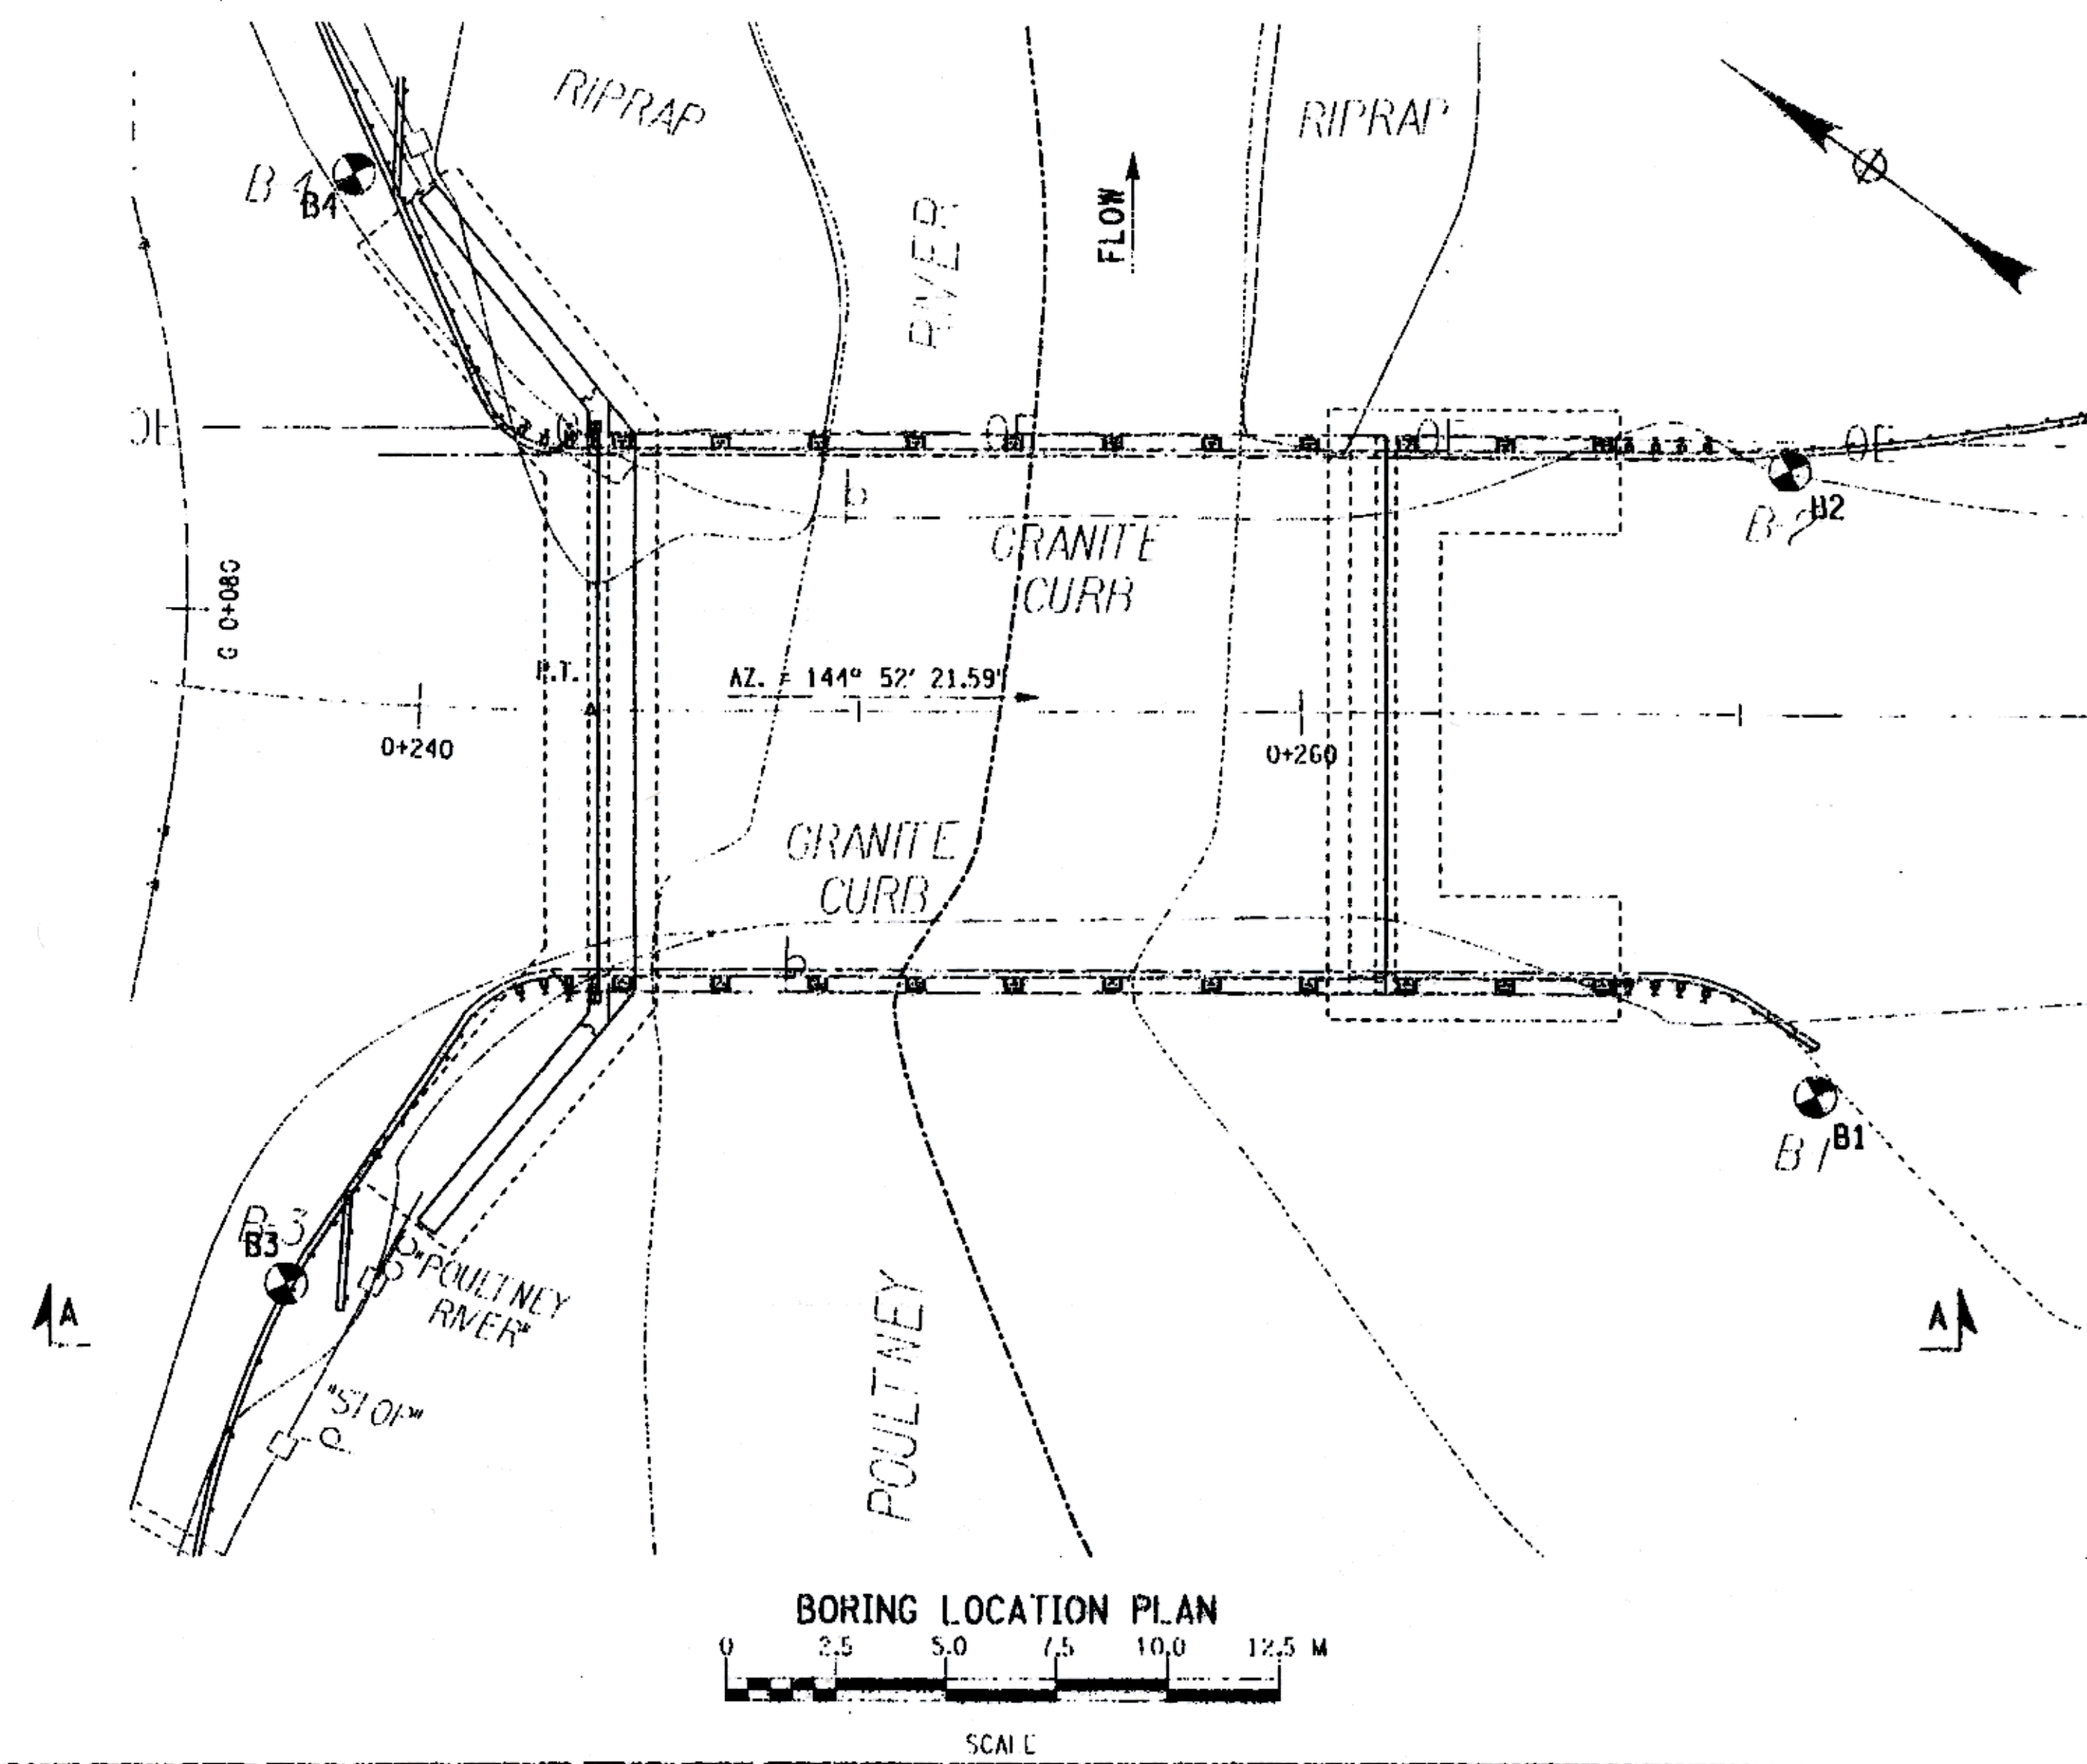 RIPRAP
RIPRAP
B-4
B4
RIVER
FLOW
OE
OE
OE
OE
B-2
B2
GRANITE
CURB
G 0+080
P.T.
AZ. = 144° 52' 21.59"
0+240
0+260
GRANITE
CURB
B1
B1
B-3
B3
"POULTNEY
RIVER"
A
A
POULTNEY
"STOP"
P
BORING LOCATION PLAN
0 2.5 5.0 7.5 10.0 12.5 M
SCALE